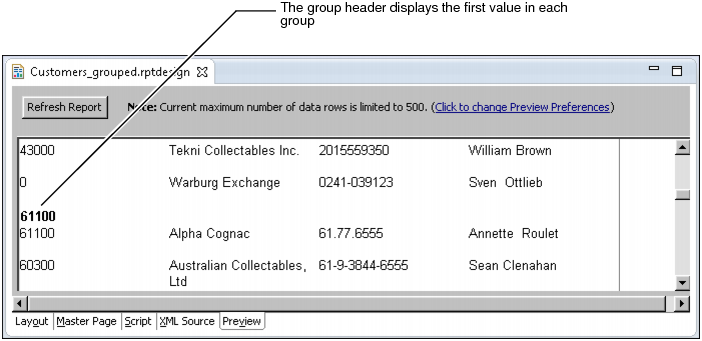 The group header displays the first value in each
group
Customers_grouped.rptdesign
Refresh Report Note: Current maximum number of data rows is limited to 500. (Click to change Preview Preferences)
43000 Tekni Collectables Inc. 2015559350 William Brown
0 Warburg Exchange 0241-039123 Sven Ottlieb
61100
61100 Alpha Cognac 61.77.6555 Annette Roulet
60300 Australian Collectables, 61-9-3844-6555 Sean Clenahan
Ltd
Layout Master Page Script XML Source Preview